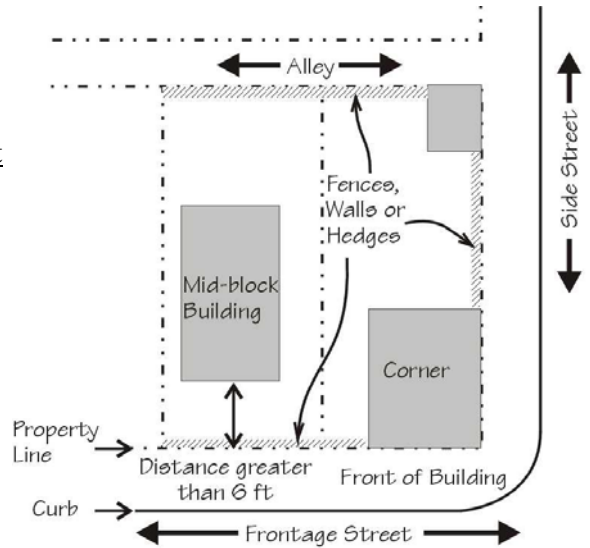 Alley
Side Street
Fences,
Walls or
Hedges
Mid-block
Building
Corner
Property
Line
Distance greater
than 6 ft
Front of Building
Curb
Frontage Street